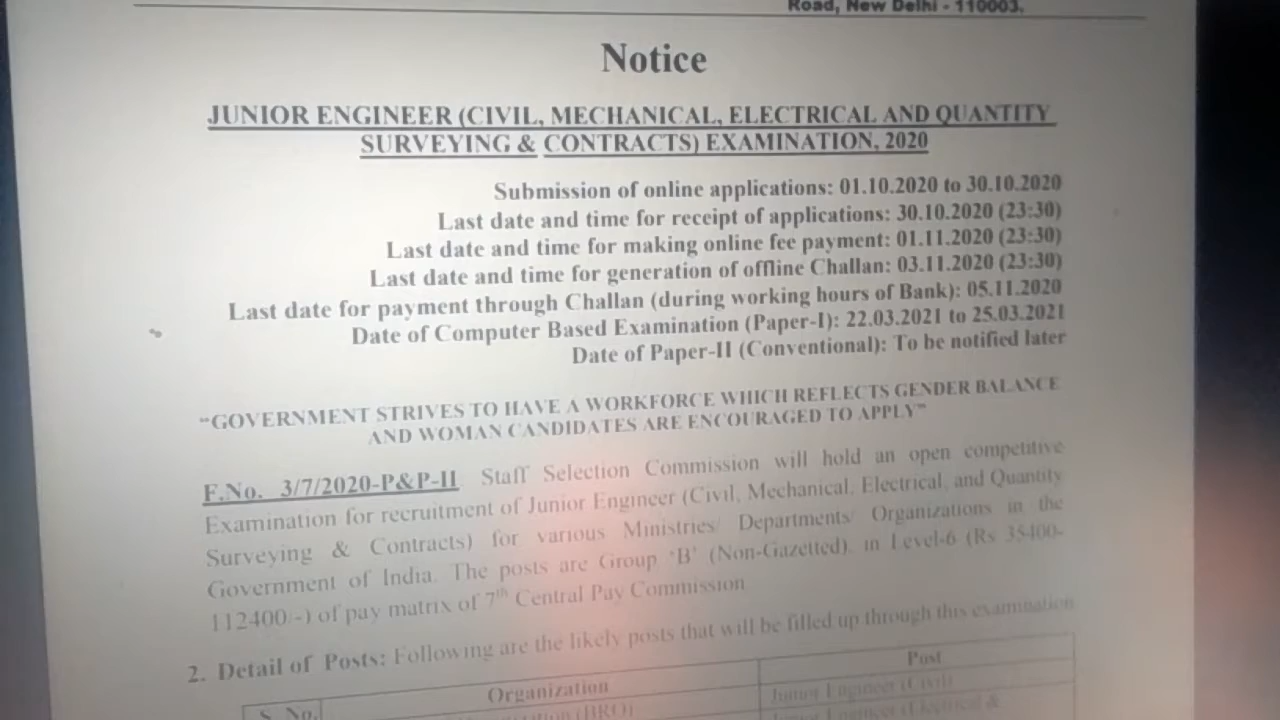 Road, New Delhi - 110003.
Notice
JUNIOR ENGINEER (CIVIL, MECHANICAL, ELECTRICAL AND QUANTITY
SURVEYING & CONTRACTS) EXAMINATION, 2020
Submission of online applications: 01.10.2020 to 30.10.2020
Last date and time for receipt of applications: 30.10.2020 (23:30)
Last date and time for making online fee payment: 01.11.2020 (23:30)
Last date and time for generation of offline Challan: 03.11.2020 (23:30)
Last date for payment through Challan (during working hours of Bank): 05.11.2020
Date of Computer Based Examination (Paper-I): 22.03.2021 to 25.03.2021
Date of Paper-II (Conventional): To be notified later
“GOVERNMENT STRIVES TO HAVE A WORKFORCE WHICH REFLECTS GENDER BALANCE
AND WOMAN CANDIDATES ARE ENCOURAGED TO APPLY”
F.No. 3/7/2020-P&P-II. Staff Selection Commission will hold an open competitive
Examination for recruitment of Junior Engineer (Civil, Mechanical, Electrical, and Quantity
Surveying & Contracts) for various Ministries/ Departments/ Organizations in the
Government of India. The posts are Group ‘B’ (Non-Gazetted), in Level-6 (Rs 35400-
112400/-) of pay matrix of 7th Central Pay Commission
2. Detail of Posts: Following are the likely posts that will be filled up through this examination
S. No. Organization Post
(BRO) Junior Engineer (Civil)
Junior Engineer (Electrical &